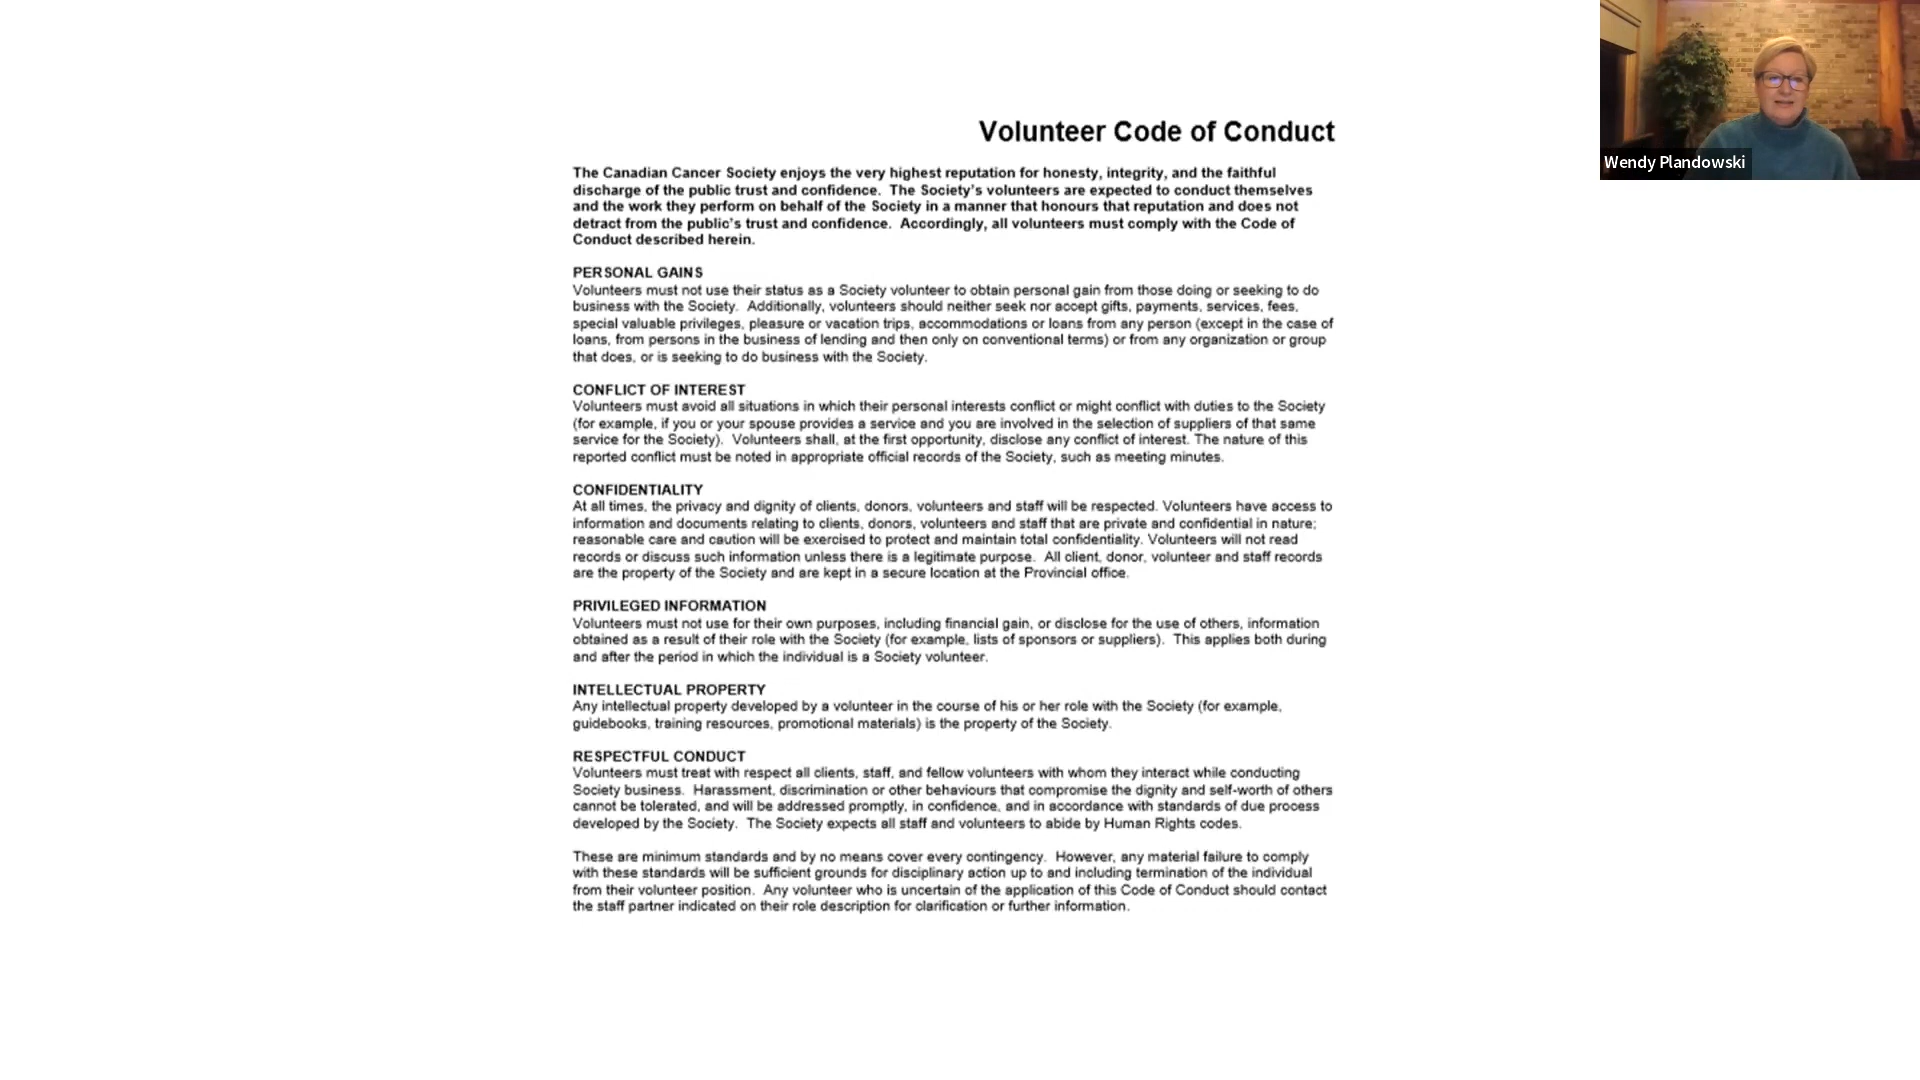 Volunteer Code of Conduct
Wendy Plandowski
The Canadian Cancer Society enjoys the very highest reputation for honesty, integrity, and the faithful
discharge of the public trust and confidence. The Society's volunteers are expected to conduct themselves
and the work they perform on behalf of the Society in a manner that honours that reputation and does not
detract from the public's trust and confidence. Accordingly, all volunteers must comply with the Code of
Conduct described herein.
PERSONAL GAINS
Volunteers must not use their status as a Society volunteer to obtain personal gain from those doing or seeking to do
business with the Society. Additionally, volunteers should neither seek nor accept gifts, payments, services, fees,
special valuable privileges, pleasure or vacation trips, accommodations or loans from any person (except in the case of
loans, from persons in the business of lending and then only on conventional terms) or from any organization or group
that does, or is seeking to do business with the Society.
CONFLICT OF INTEREST
Volunteers must avoid all situations in which their personal interests conflict or might conflict with duties to the Society
(for example, if you or your spouse provides a service and you are involved in the selection of suppliers of that same
service for the Society). Volunteers shall, at the first opportunity, disclose any conflict of interest. The nature of this
reported conflict must be noted in appropriate official records of the Society, such as meeting minutes.
CONFIDENTIALITY
At all times, the privacy and dignity of clients, donors, volunteers and staff will be respected. Volunteers have access to
information and documents relating to clients, donors, volunteers and staff that are private and confidential in nature;
reasonable care and caution will be exercised to protect and maintain total confidentiality. Volunteers will not read
records or discuss such information unless there is a legitimate purpose. All client, donor, volunteer and staff records
are the property of the Society and are kept in a secure location at the Provincial office.
PRIVILEGED INFORMATION
Volunteers must not use for their own purposes, including financial gain, or disclose for the use of others, information
obtained as a result of their role with the Society (for example, lists of sponsors or suppliers). This applies both during
and after the period in which the individual is a Society volunteer.
INTELLECTUAL PROPERTY
Any intellectual property developed by a volunteer in the course of his or her role with the Society (for example,
guidebooks, training resources, promotional materials) is the property of the Society.
RESPECTFUL CONDUCT
Volunteers must treat with respect all clients, staff, and fellow volunteers with whom they interact while conducting
Society business. Harassment, discrimination or other behaviours that compromise the dignity and self-worth of others
cannot be tolerated, and will be addressed promptly, in confidence, and in accordance with standards of due process
developed by the Society. The Society expects all staff and volunteers to abide by Human Rights codes.
These are minimum standards and by no means cover every contingency. However, any material failure to comply
with these standards will be sufficient grounds for disciplinary action up to and including termination of the individual
from their volunteer position. Any volunteer who is uncertain of the application of this Code of Conduct should contact
the staff partner indicated on their role description for clarification or further information.